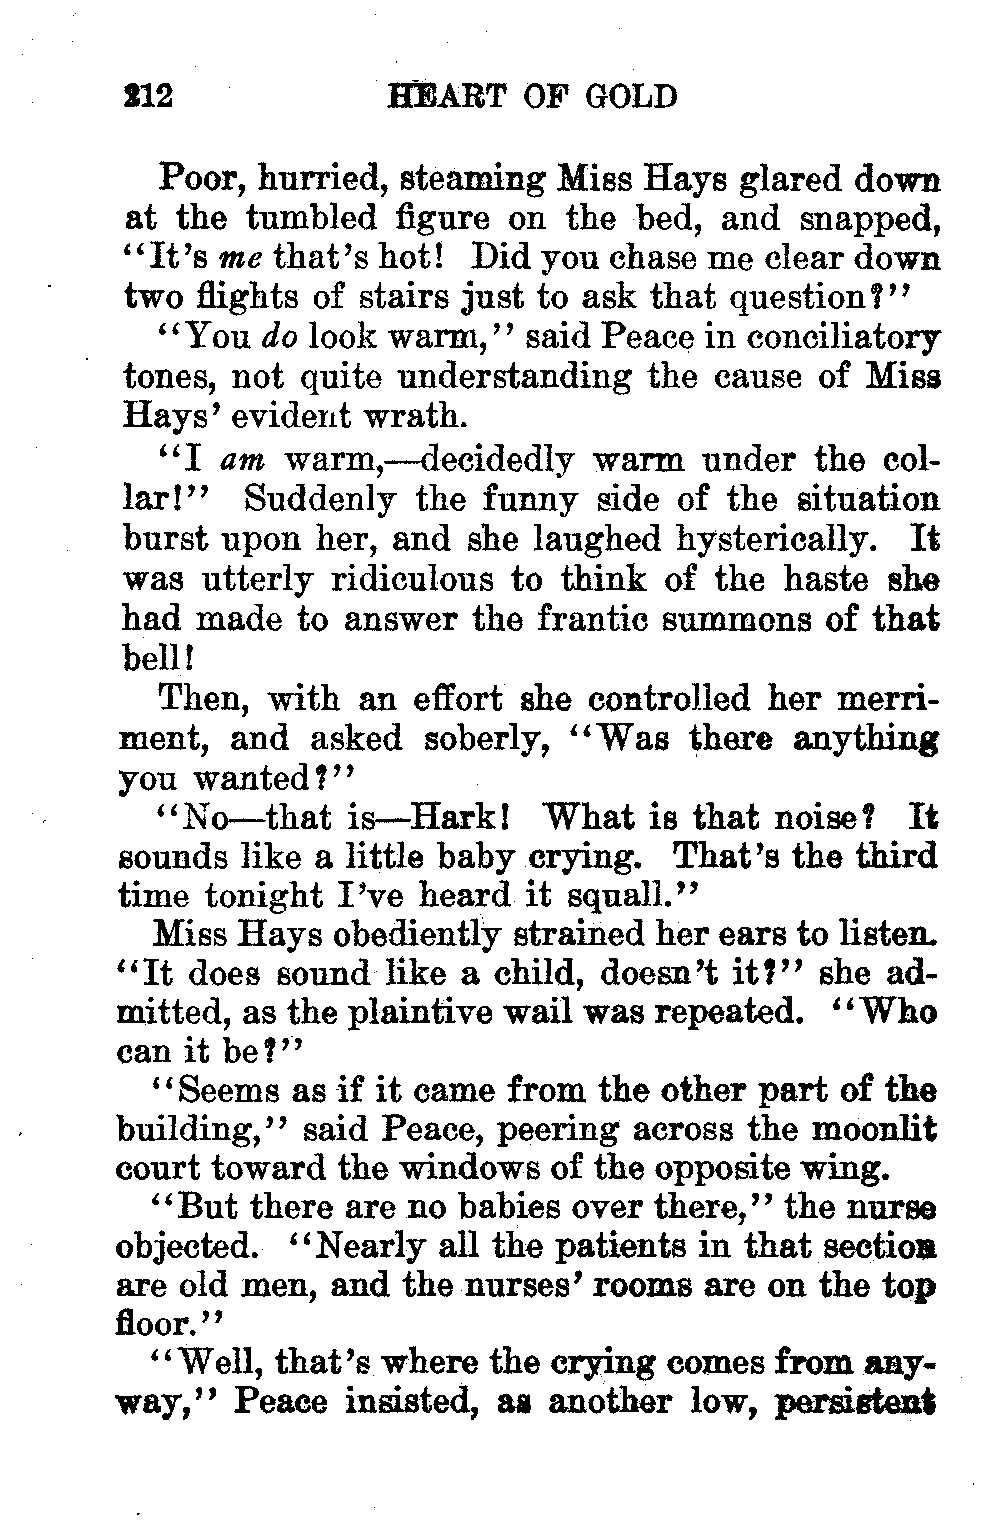 212 HEART OF GOLD
Poor, hurried, steaming Miss Hays glared down
at the tumbled figure on the bed, and snapped,
“It’s me that’s hot! Did you chase me clear down
two flights of stairs just to ask that question?”
“You do look warm,” said Peace in conciliatory
tones, not quite understanding the cause of Miss
Hays’ evident wrath.
“I am warm,—decidedly warm under the col-
lar!” Suddenly the funny side of the situation
burst upon her, and she laughed hysterically. It
was utterly ridiculous to think of the haste she
had made to answer the frantic summons of that
bell!
Then, with an effort she controlled her merri-
ment, and asked soberly, “Was there anything
you wanted?”
“No—that is—Hark! What is that noise? It
sounds like a little baby crying. That’s the third
time tonight I’ve heard it squall.”
Miss Hays obediently strained her ears to listen.
“It does sound like a child, doesn’t it?” she ad-
mitted, as the plaintive wail was repeated. “Who
can it be?”
“Seems as if it came from the other part of the
building,” said Peace, peering across the moonlit
court toward the windows of the opposite wing.
“But there are no babies over there,” the nurse
objected. “Nearly all the patients in that section
are old men, and the nurses’ rooms are on the top
floor.”
“Well, that’s where the crying comes from any-
way,” Peace insisted, as another low, persistent